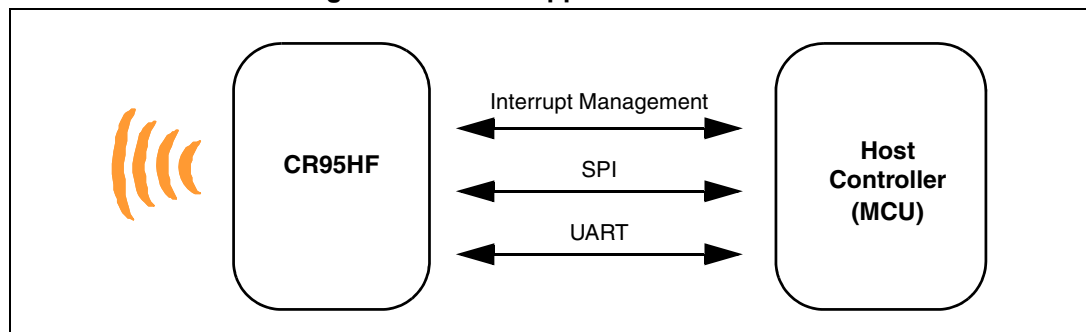 Interrupt Management
CR95HF
SPI
UART
Host
Controller
(MCU)